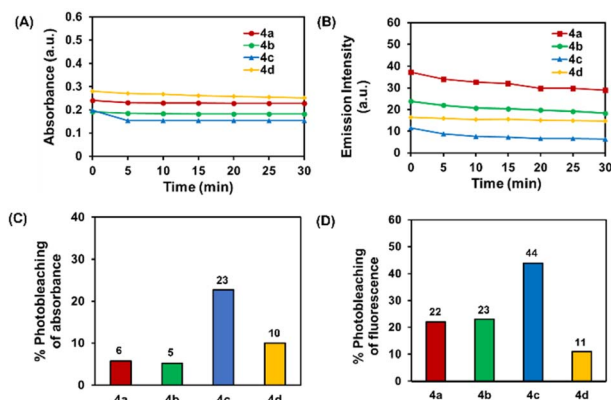 (A)
Absorbance (a.u.)
0.6
0.5
0.4
0.3
0.2
0.1
0
0 5 10 15 20 25 30
Time (min)
4a
4b
4c
4d
(B)
Emission Intensity
(a.u.)
60
50
40
30
20
10
0
0 5 10 15 20 25 30
Time (min)
4a
4b
4c
4d
(C)
% Photobleaching
of absorbance
40
30
20
10
0
6
5
23
10
4a 4b 4c 4d
(D)
% Photobleaching
of fluorescence
60
50
40
30
20
10
0
22
23
44
11
4a 4b 4c 4d